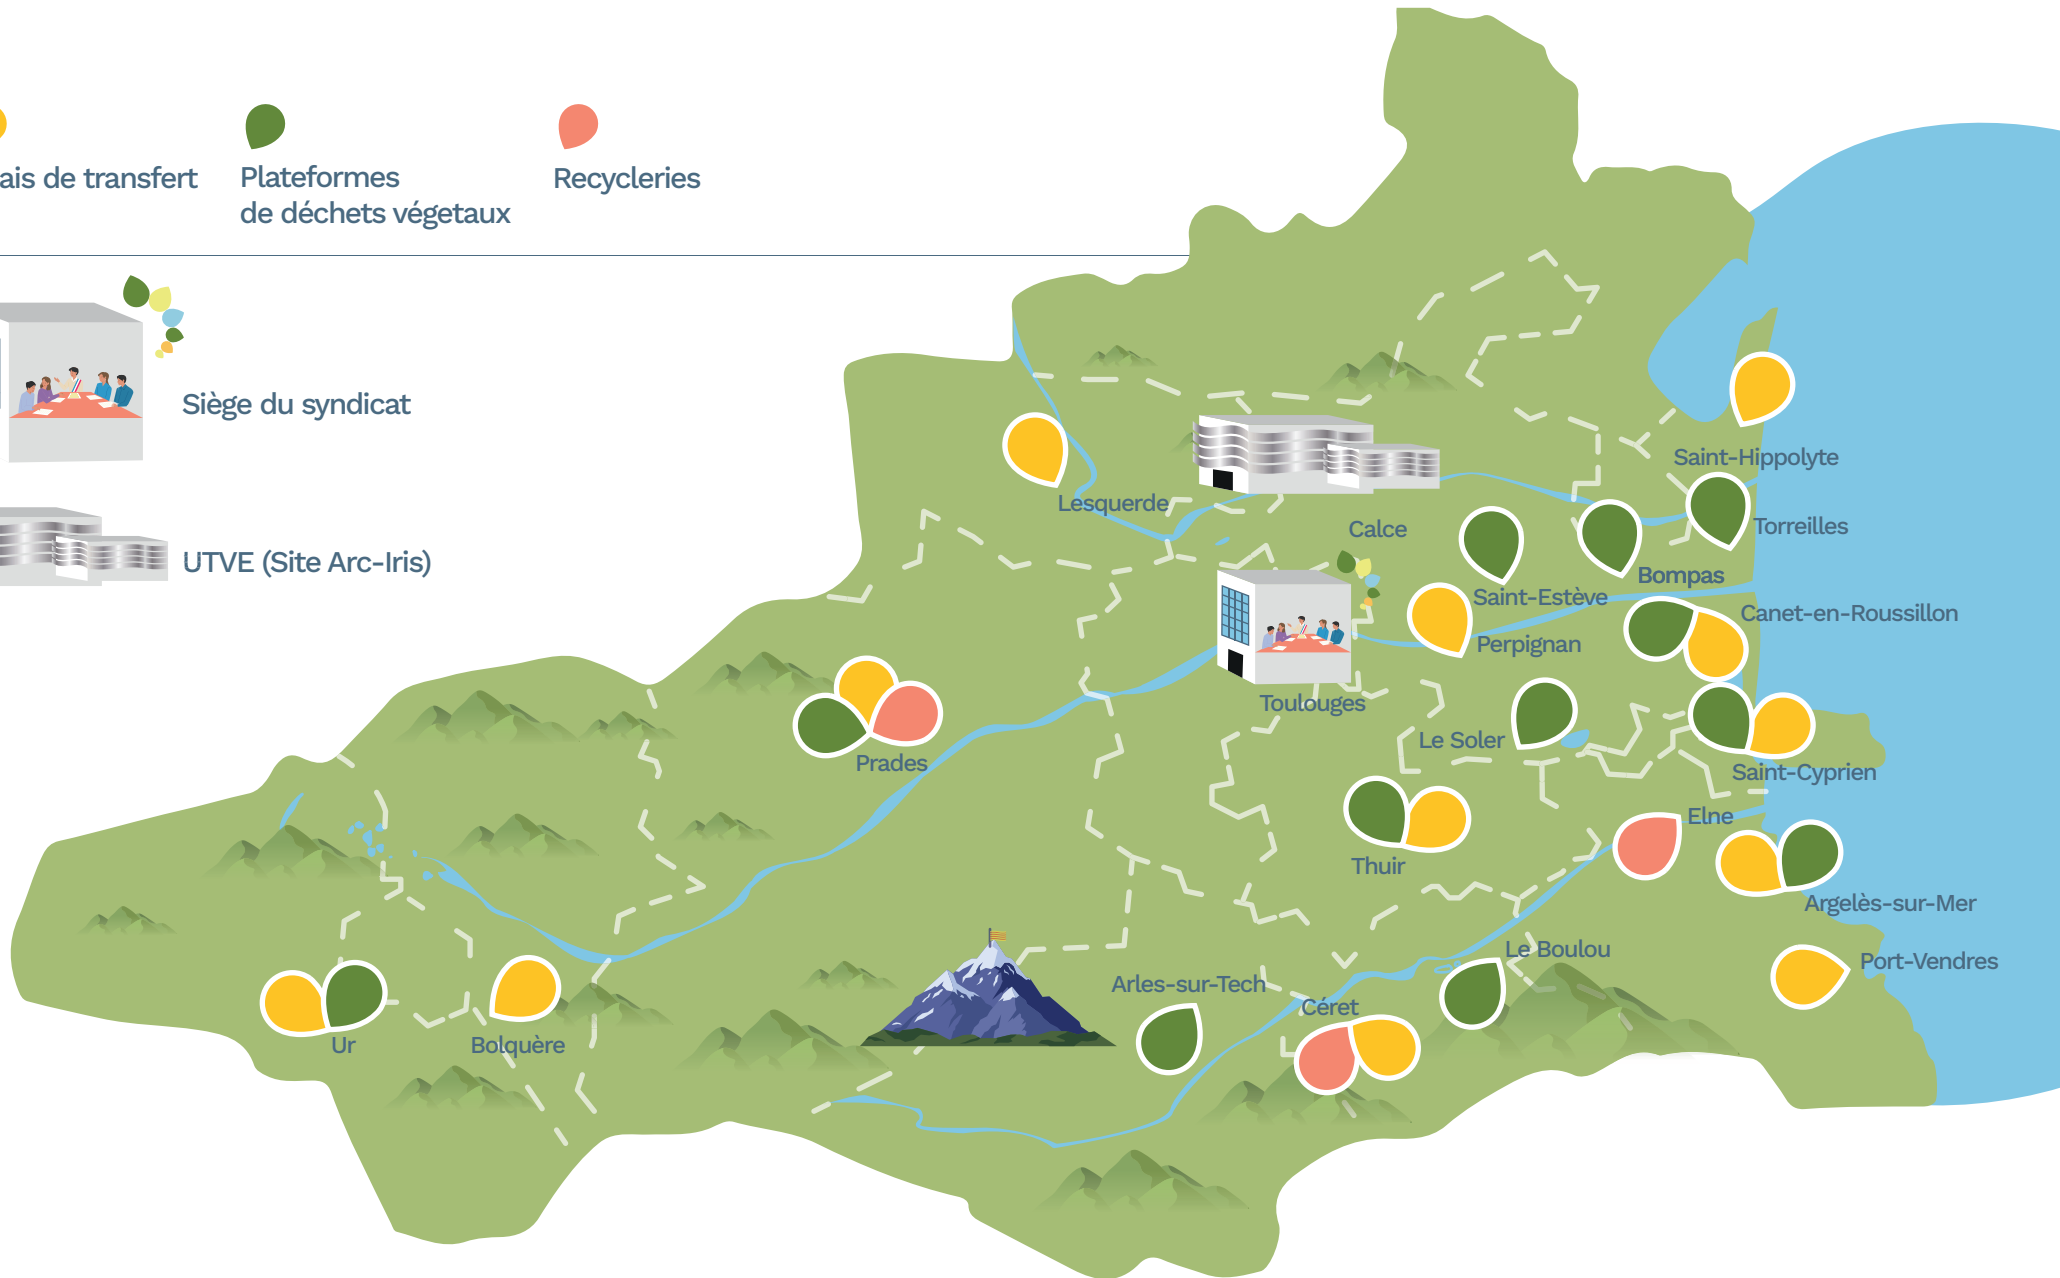 ais de transfert
Plateformes
de déchets végetaux
Recycleries
Siège du syndicat
UTVE (Site Arc-Iris)
Saint-Hippolyte
Lesquerde
Torreilles
Calce
Bompas
Saint-Estève
Canet-en-Roussillon
Perpignan
Toulouges
Le Soler
Prades
Saint-Cyprien
Elne
Thuir
Argelès-sur-Mer
Le Boulou
Port-Vendres
Arles-sur-Tech
Céret
Ur
Bolquère